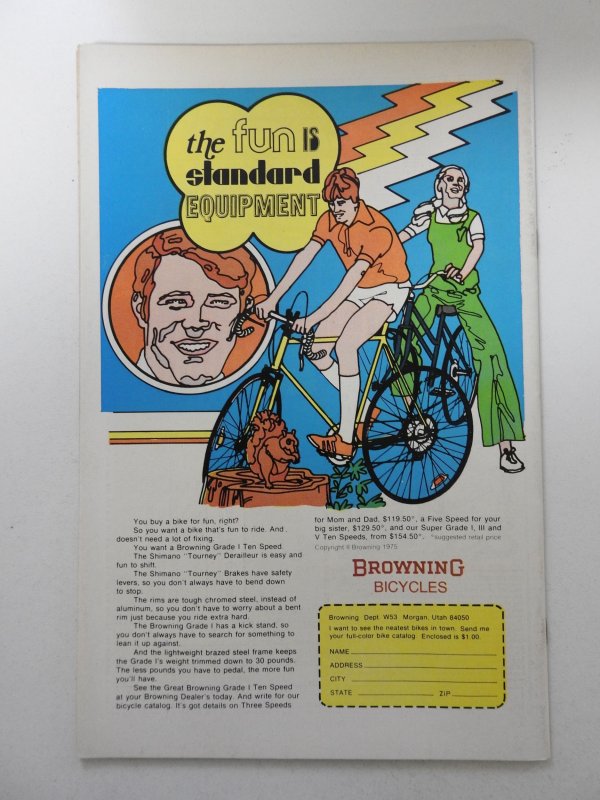 the fun IS
standard
EQUIPMENT
You buy a bike for fun, right?
So you want a bike that's fun to ride. And
doesn't need a lot of fixing.
You want a Browning Grade I Ten Speed
The Shimano "Tourney" Derailleur is easy and
fun to shift.
The Shimano "Tourney" Brakes have safety
levers, so you don't always have to bend down
to stop.
The rims are tough chromed steel, instead of
aluminum, so you don't have to worry about a bent
rim just because you ride extra hard.
The Browning Grade I has a kick stand, so
you don't always have to search for something to
lean it up against.
And the lightweight brazed steel frame keeps
the Grade I's weight trimmed down to 30 pounds.
The less pounds you have to pedal, the more fun
you'll have.
See the Great Browning Grade I Ten Speed
at your Browning Dealer's today. And write for our
bicycle catalog. It's got details on Three Speeds
for Mom and Dad, $119.50*, a Five Speed for your
big sister, $129.50*, and our Super Grade I, III and
V Ten Speeds, from $154.50*. *suggested retail price
Copyright © Browning 1975
BROWNING
BICYCLES
Browning Dept. W53 Morgan, Utah 84050
I want to see the neatest bikes in town. Send me
your full-color bike catalog. Enclosed is $1.00.
NAME
ADDRESS
CITY
STATE ZIP